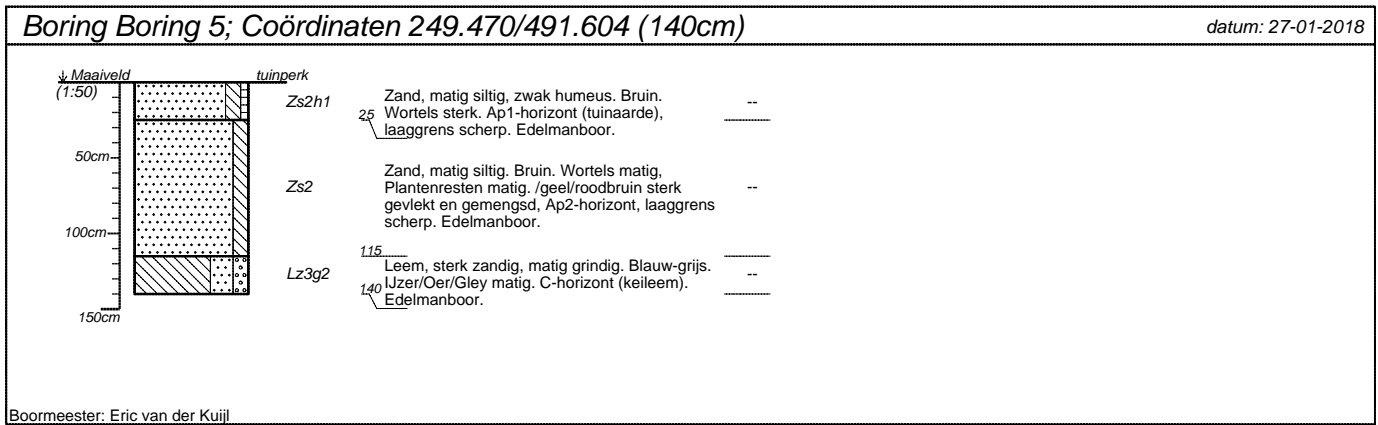 Boring Boring 5; Coördinaten 249.470/491.604 (140cm)
datum: 27-01-2018
Maaiveld
tuinperk
(1:50)
Zs2h1
25
Zand, matig siltig, zwak humeus. Bruin.
Wortels sterk. Ap1-horizont (tuinaarde),
laaggrens scherp. Edelmanboor.
--
50cm
Zs2
Zand, matig siltig. Bruin. Wortels matig,
Plantenresten matig. /geel/roodbruin sterk
gevlekt en gemengsd, Ap2-horizont, laaggrens
scherp. Edelmanboor.
--
100cm
115
Lz3g2
Leem, sterk zandig, matig grindig. Blauw-grijs.
IJzer/Oer/Gley matig. C-horizont (keileem).
Edelmanboor.
--
140
150cm
Boormeester: Eric van der Kuijl